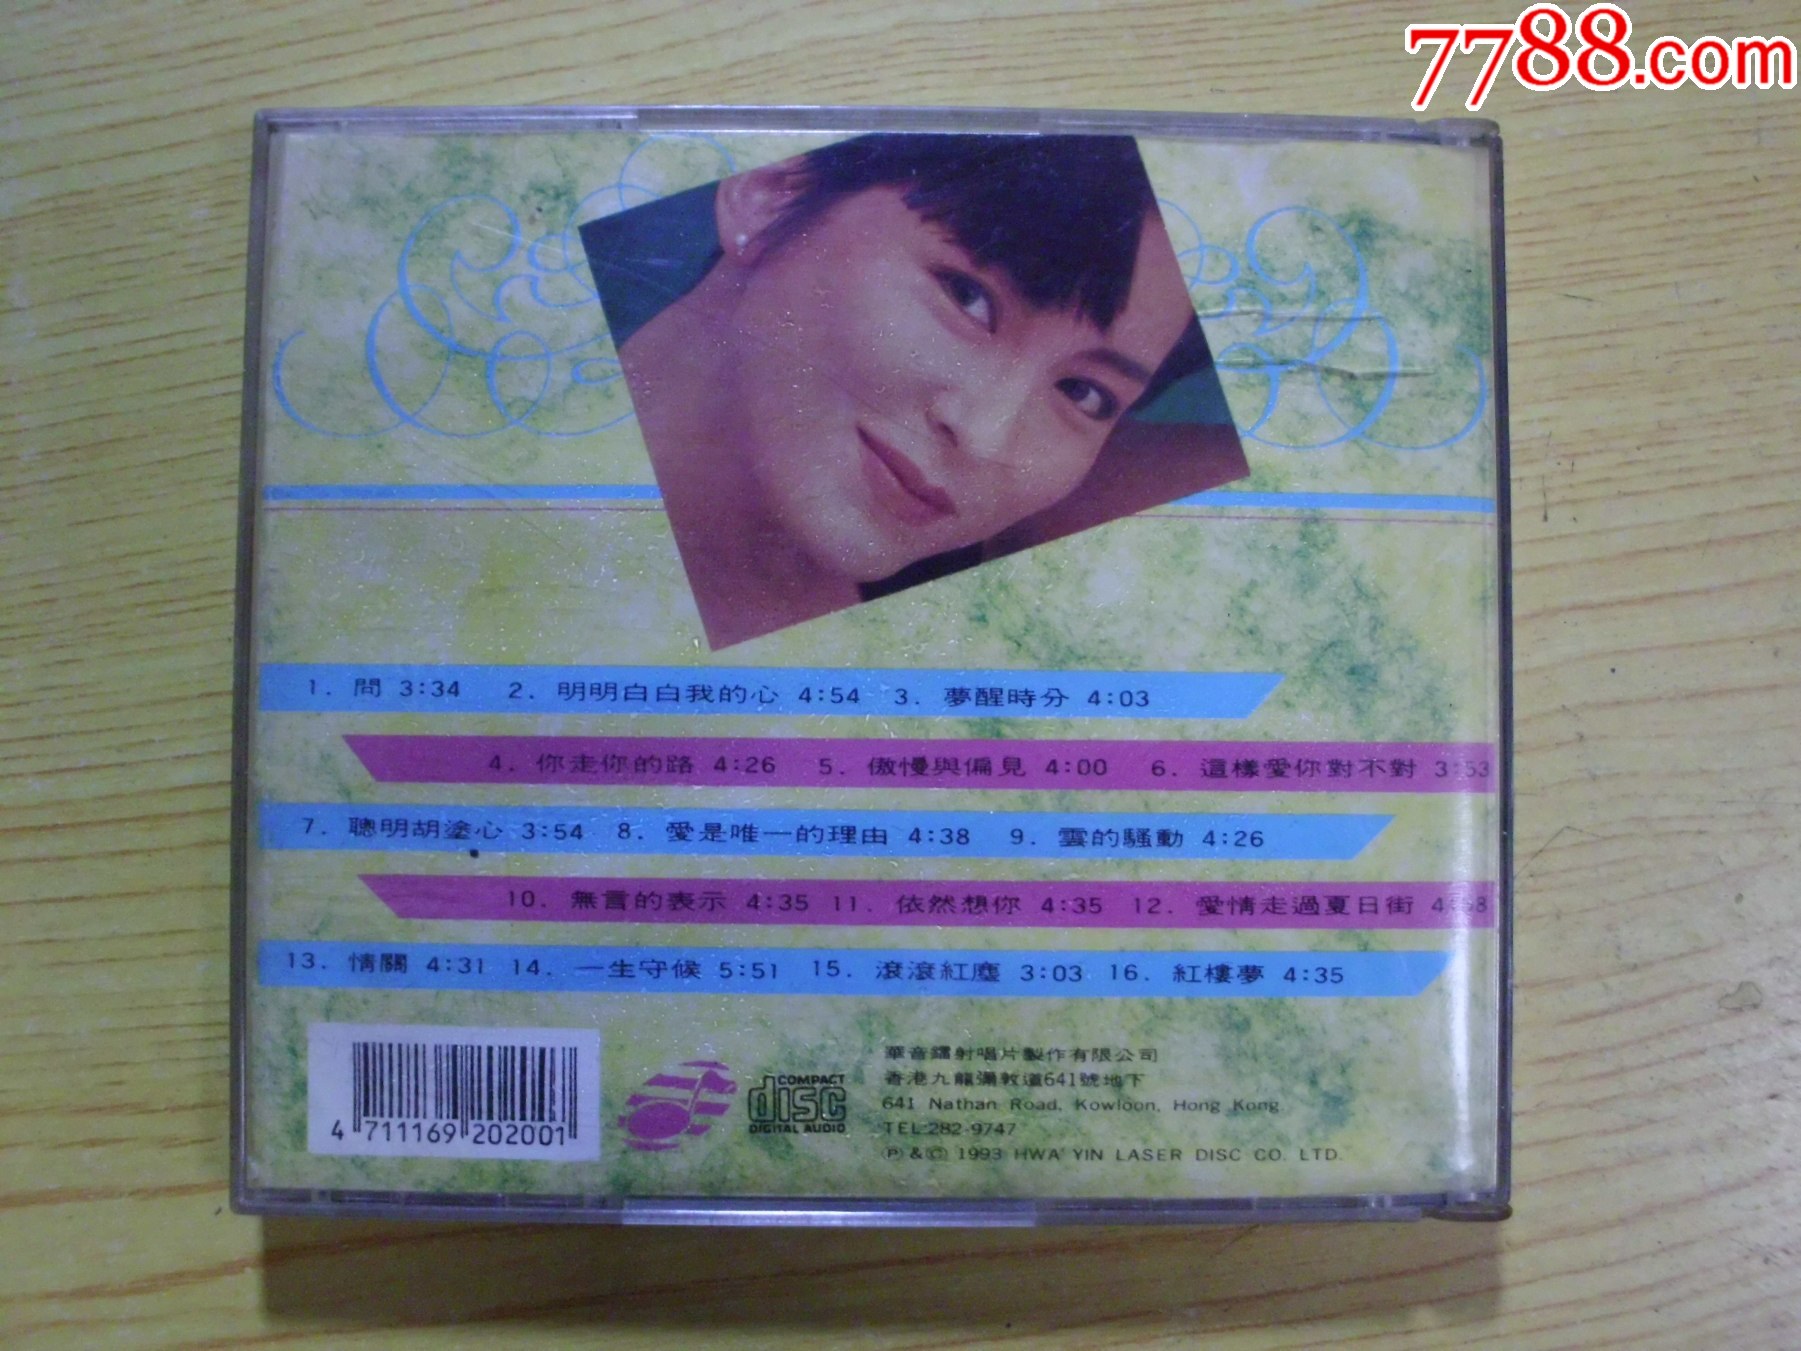 7788.com
1. 問 3:34 2. 明明白白我的心 4:54 3. 夢醒時分 4:03
4. 你走你的路 4:26 5. 傲慢與偏見 4:00 6. 這樣愛你對不對 3:53
7. 聰明胡塗心 3:54 8. 愛是唯一的理由 4:38 9. 雲的騷動 4:26
10. 無言的表示 4:35 11. 依然想你 4:35 12. 愛情走過夏日街
13. 情關 4:31 14. 一生守候 5:51 15. 滾滾紅塵 3:03 16. 紅樓夢 4:35
華音鐳射唱片製作有限公司
香港九龍彌敦道641號地下
641 Nathan Road, Kowloon, Hong Kong
TEL:282-9747
Ⓟ & © 1993 HWA YIN LASER DISC CO. LTD.
COMPACT
disc
DIGITAL AUDIO
4 711169 202001